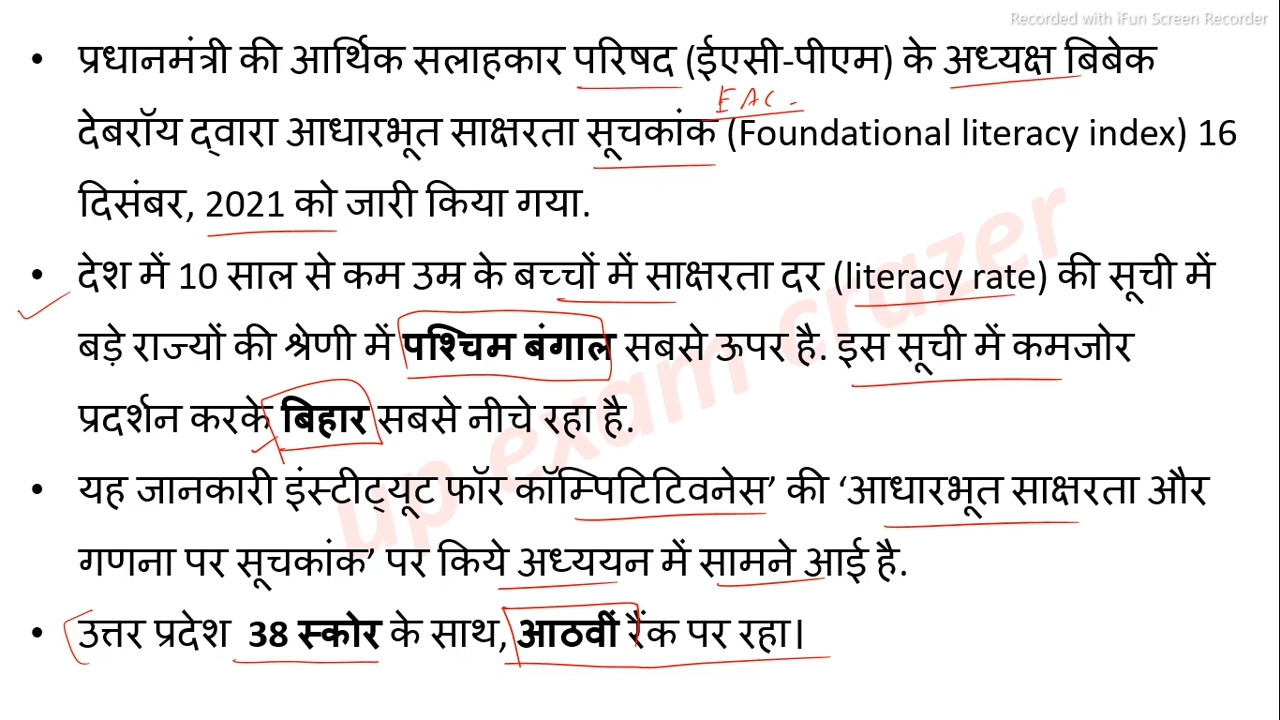 Recorded with iFun Screen Recorder
• प्रधानमंत्री की आर्थिक सलाहकार परिषद (ईएसी-पीएम) के अध्यक्ष बिबेक
EAC -
देबरॉय द्वारा आधारभूत साक्षरता सूचकांक (Foundational literacy index) 16
दिसंबर, 2021 को जारी किया गया.
• देश में 10 साल से कम उम्र के बच्चों में साक्षरता दर (literacy rate) की सूची में
बड़े राज्यों की श्रेणी में पश्चिम बंगाल सबसे ऊपर है. इस सूची में कमजोर
प्रदर्शन करके बिहार सबसे नीचे रहा है.
• यह जानकारी इंस्टीट्यूट फॉर कॉम्पिटिटिवनेस’ की ‘आधारभूत साक्षरता और
गणना पर सूचकांक’ पर किये अध्ययन में सामने आई है.
• उत्तर प्रदेश 38 स्कोर के साथ, आठवीं रैंक पर रहा।
up exam crazer